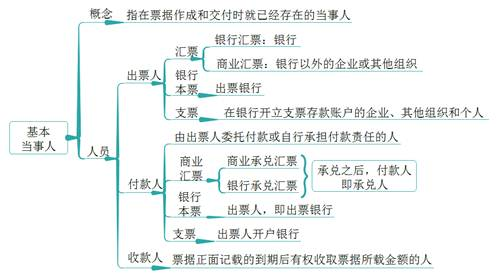 概念 指在票据作成和交付时就已经存在的当事人
基本
当事人
人员
出票人
汇票
银行汇票：银行
商业汇票：银行以外的企业或其他组织
银行
本票
出票银行
支票
在银行开立支票存款账户的企业、其他组织和个人
付款人
由出票人委托付款或自行承担付款责任的人
商业
汇票
商业承兑汇票
银行承兑汇票
承兑之后，付款人
即承兑人
银行
本票
出票人，即出票银行
支票
出票人开户银行
收款人
票据正面记载的到期后有权收取票据所载金额的人